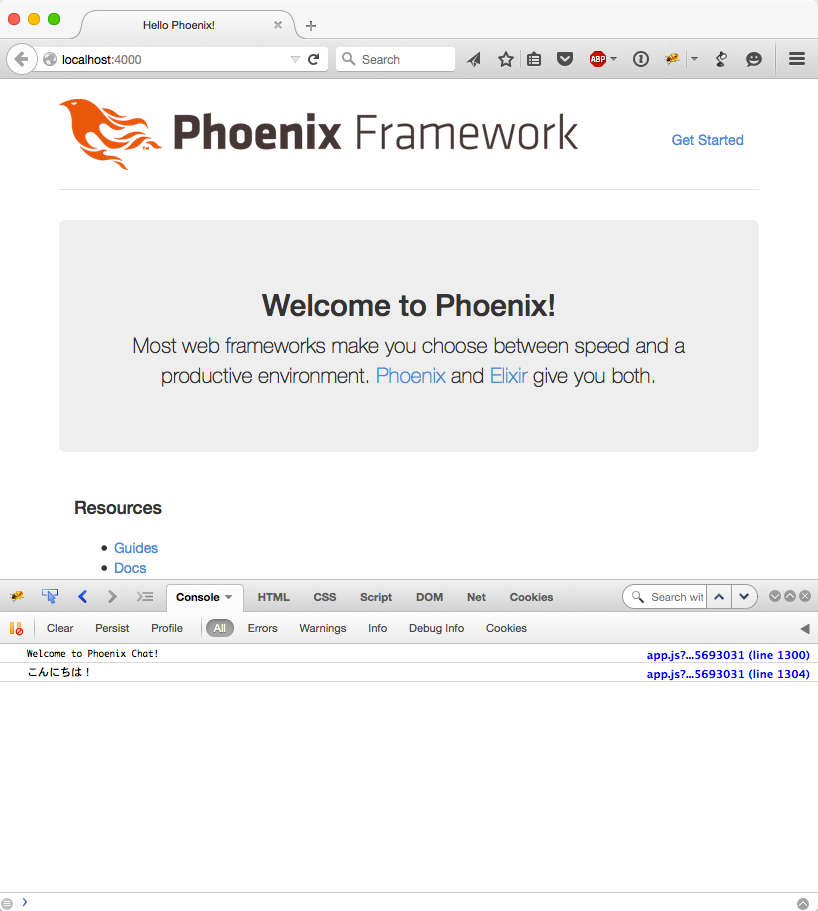 Hello Phoenix!
localhost:4000
Search
ABP
Phoenix Framework
TM
Get Started
Welcome to Phoenix!
Most web frameworks make you choose between speed and a
productive environment. Phoenix and Elixir give you both.
Resources
Guides
Docs
Console HTML CSS Script DOM Net Cookies
Search wit
Clear Persist Profile All Errors Warnings Info Debug Info Cookies
Welcome to Phoenix Chat! app.js?...5693031 (line 1300)
こんにちは！ app.js?...5693031 (line 1304)